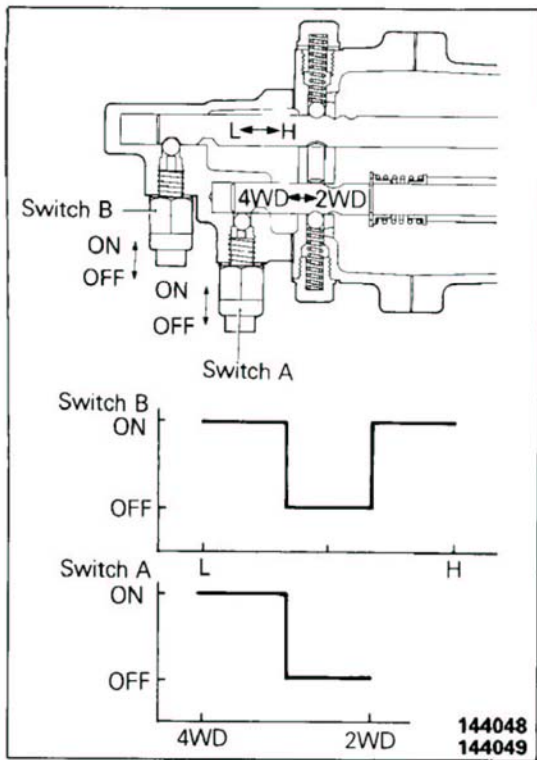 L ↔ H
4WD ↔ 2WD
Switch B
ON
OFF
ON
OFF
Switch A
Switch B
ON
OFF
L H
Switch A
ON
OFF
4WD 2WD
144048
144049